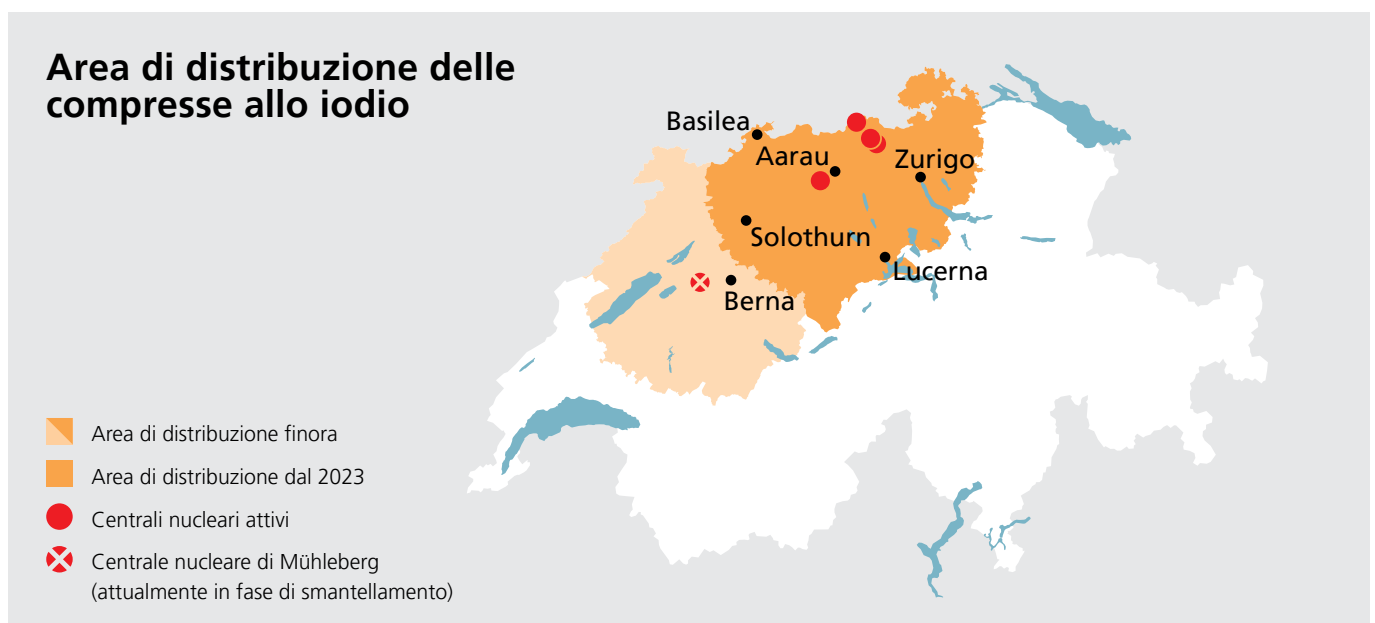 Area di distribuzione delle
compresse allo iodio
Basilea
Aarau
Zurigo
Solothurn
Lucerna
Berna
Area di distribuzione finora
Area di distribuzione dal 2023
Centrali nucleari attivi
Centrale nucleare di Mühleberg
(attualmente in fase di smantellamento)